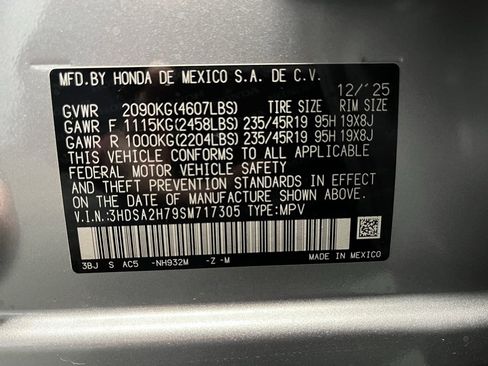 MFD.BY HONDA DE MEXICO S.A. DE C.V.
12/'25
GVWR 2090KG(4607LBS) TIRE SIZE RIM SIZE
GAWR F 1115KG(2458LBS) 235/45R19 95H 19X8J
GAWR R 1000KG(2204LBS) 235/45R19 95H 19X8J
THIS VEHICLE CONFORMS TO ALL APPLICABLE
FEDERAL MOTOR VEHICLE SAFETY
AND THEFT PREVENTION STANDARDS IN EFFECT
ON THE DATE OF MANUFACTURE SHOWN ABOVE.
V.I.N.:3HDSA2H79SM717305 TYPE:MPV
3BJ S AC5 -NH932M -Z -M